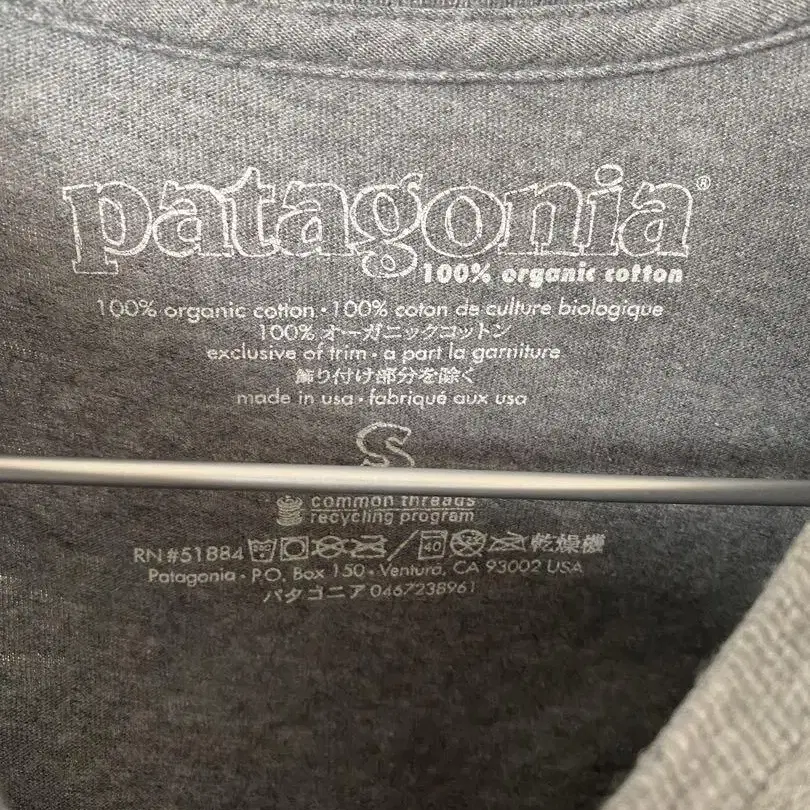 patagonia®
100% organic cotton
100% organic cotton · 100% coton de culture biologique
100% オーガニックコットン
exclusive of trim · a part la garniture
飾り付け部分を除く
made in usa · fabriqué aux usa
S
common threads
recycling program
RN#51884 40 乾燥機
Patagonia · P.O. Box 150 · Ventura, CA 93002 USA
パタゴニア 0467238961